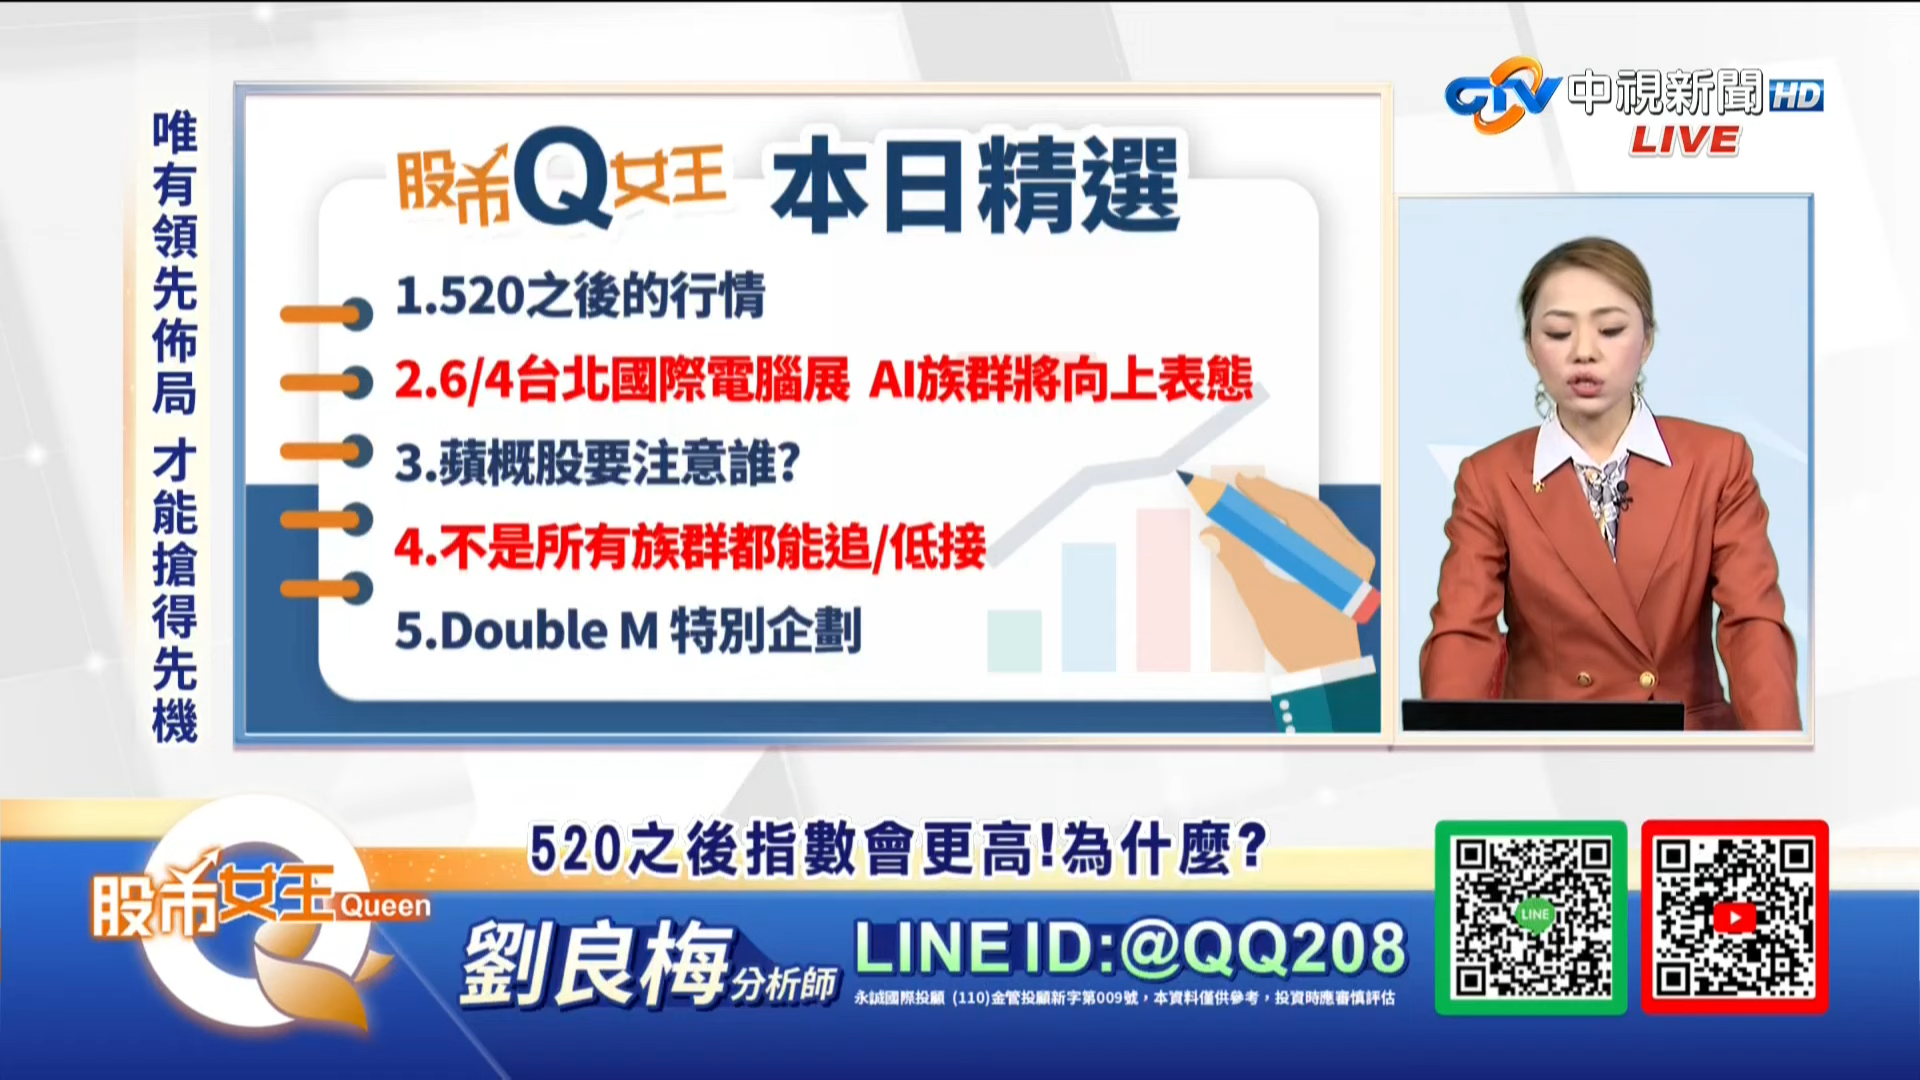 唯有領先佈局 才能搶得先機
股市Q女王 本日精選
1.520之後的行情
2.6/4台北國際電腦展 AI族群將向上表態
3.蘋概股要注意誰?
4.不是所有族群都能追/低接
5.Double M 特別企劃
CTV 中視新聞 HD
LIVE
520之後指數會更高!為什麼?
股市女王Queen
劉良梅分析師
LINE ID:@QQ208
永誠國際投顧 (110)金管投顧新字第009號，本資料僅供參考，投資時應審慎評估
LINE